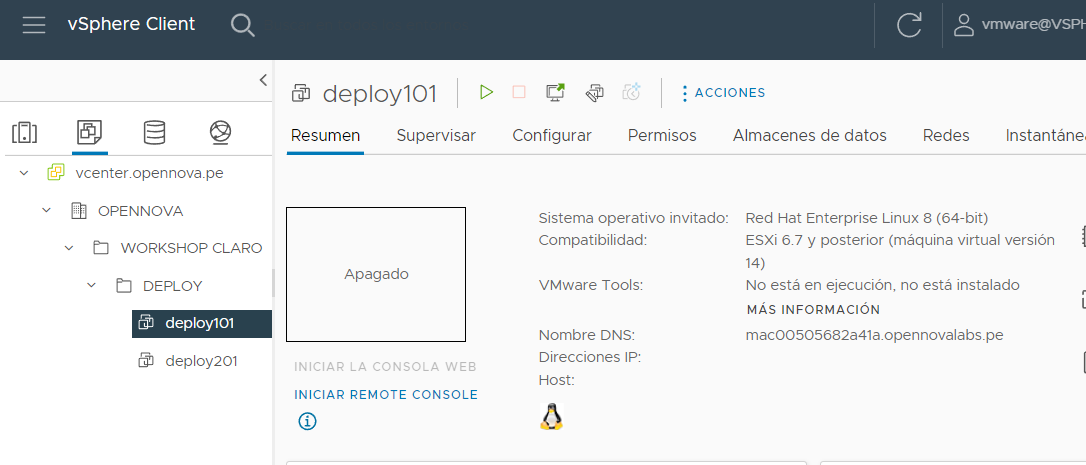 vSphere Client
vmware@VSPH
deploy101
ACCIONES
Resumen Supervisar Configurar Permisos Almacenes de datos Redes Instantáne
vcenter.opennova.pe
OPENNOVA
WORKSHOP CLARO
DEPLOY
deploy101
deploy201
Apagado
INICIAR LA CONSOLA WEB
INICIAR REMOTE CONSOLE
Sistema operativo invitado: Red Hat Enterprise Linux 8 (64-bit)
Compatibilidad: ESXi 6.7 y posterior (máquina virtual versión
14)
VMware Tools: No está en ejecución, no está instalado
MÁS INFORMACIÓN
Nombre DNS: mac00505682a41a.opennovalabs.pe
Direcciones IP:
Host: